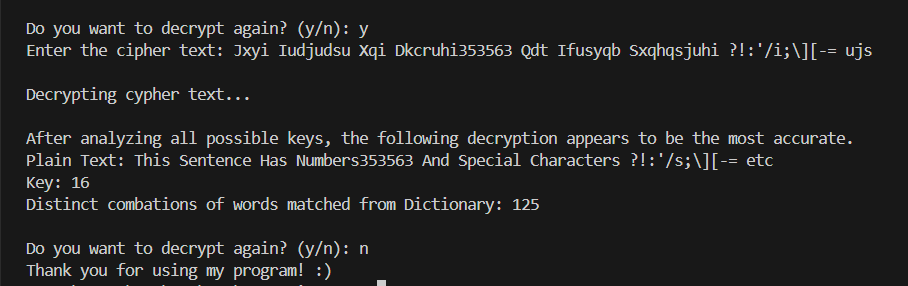 Do you want to decrypt again? (y/n): y
Enter the cipher text: Jxyi Iudjudsu Xqi Dkcruhi353563 Qdt Ifusyqb Sxqhqsjuhi ?!:'/i;\][-= ujs
Decrypting cypher text...
After analyzing all possible keys, the following decryption appears to be the most accurate.
Plain Text: This Sentence Has Numbers353563 And Special Characters ?!:'/s;\][-= etc
Key: 16
Distinct combations of words matched from Dictionary: 125
Do you want to decrypt again? (y/n): n
Thank you for using my program! :)